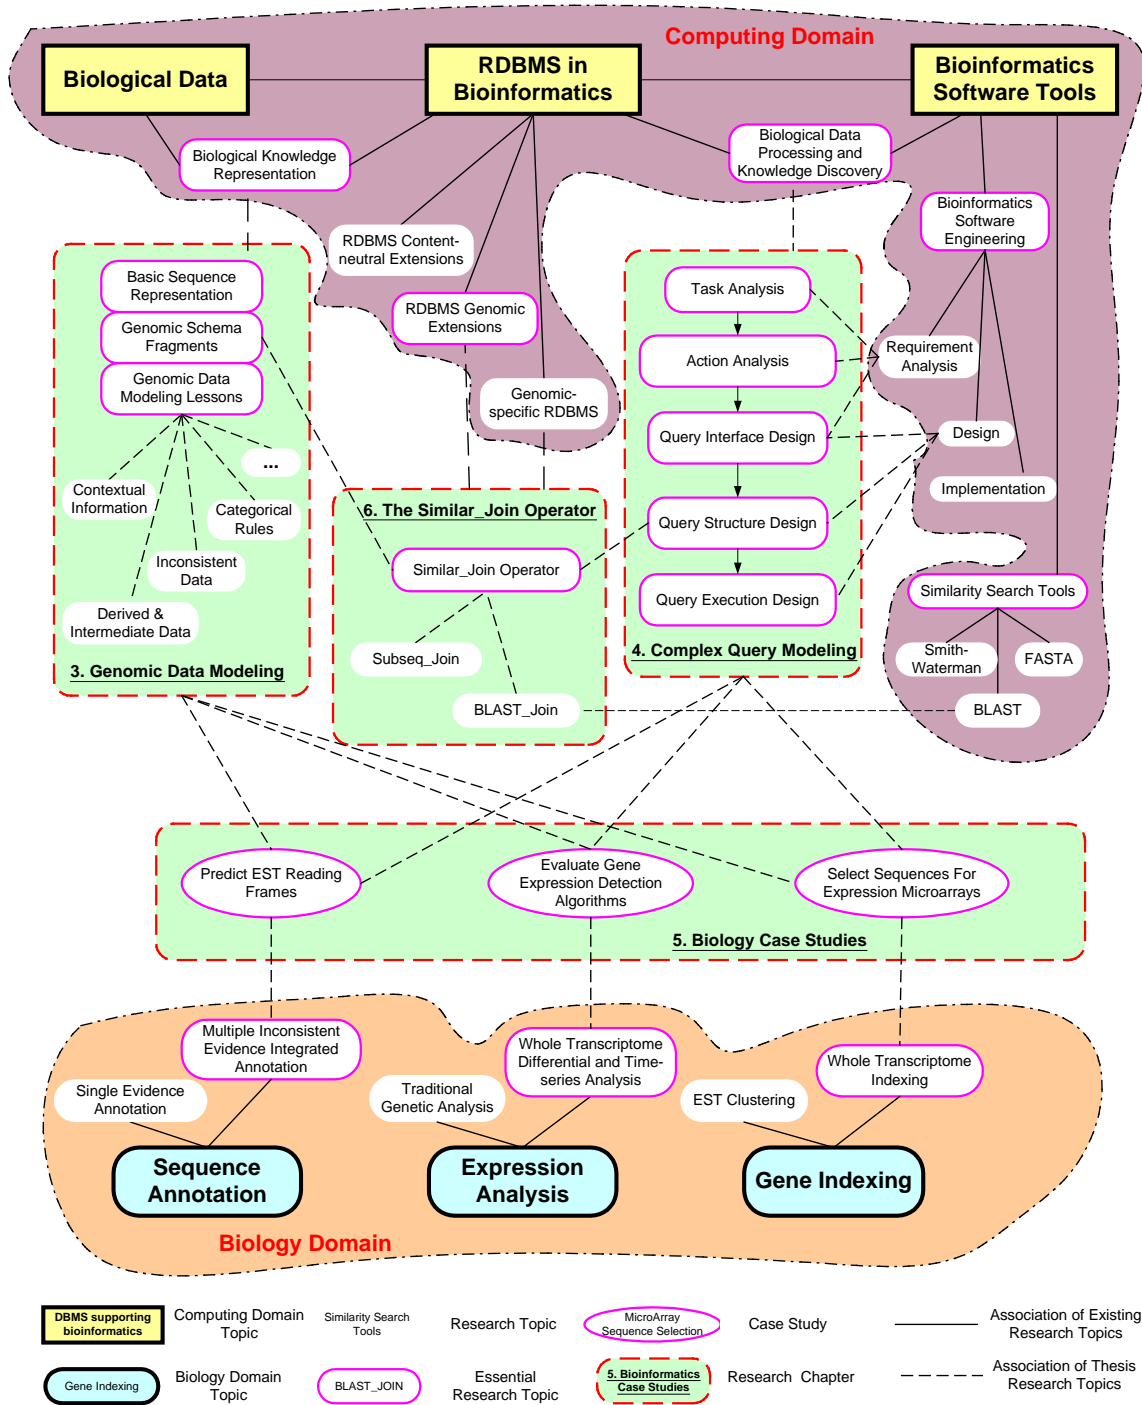 Computing Domain
Biological Data
RDBMS in
Bioinformatics
Bioinformatics
Software Tools
Biological Knowledge
Representation
Biological Data
Processing and
Knowledge Discovery
Bioinformatics
Software
Engineering
RDBMS Content-
neutral Extensions
RDBMS Genomic
Extensions
Genomic-
specific RDBMS
Basic Sequence
Representation
Genomic Schema
Fragments
Genomic Data
Modeling Lessons
...
Contextual
Information
Categorical
Rules
Inconsistent
Data
Derived &
Intermediate Data
3. Genomic Data Modeling
6. The Similar_Join Operator
Similar_Join Operator
Subseq_Join
BLAST_Join
Task Analysis
Action Analysis
Query Interface Design
Query Structure Design
Query Execution Design
4. Complex Query Modeling
Requirement
Analysis
Design
Implementation
Similarity Search Tools
Smith-
Waterman
FASTA
BLAST
Predict EST Reading
Frames
Evaluate Gene
Expression Detection
Algorithms
Select Sequences For
Expression Microarrays
5. Biology Case Studies
Multiple Inconsistent
Evidence Integrated
Annotation
Single Evidence
Annotation
Whole Transcriptome
Differential and Time-
series Analysis
Traditional
Genetic Analysis
Whole Transcriptome
Indexing
EST Clustering
Sequence
Annotation
Expression
Analysis
Gene Indexing
Biology Domain
DBMS supporting
bioinformatics
Computing Domain
Topic
Similarity Search
Tools
Research Topic
MicroArray
Sequence Selection
Case Study
Association of Existing
Research Topics
Gene Indexing
Biology Domain
Topic
BLAST_JOIN
Essential
Research Topic
5. Bioinformatics
Case Studies
Research Chapter
Association of Thesis
Research Topics